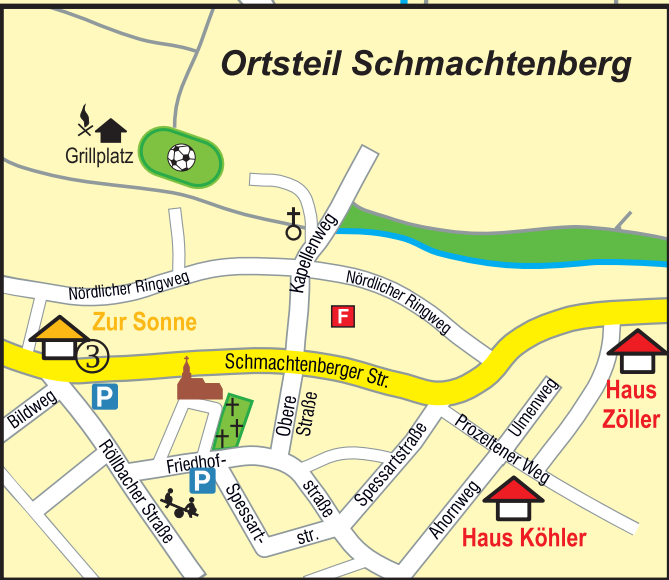 Ortsteil Schmachtenberg
Grillplatz
Kapellenweg
Nördlicher Ringweg
Nördlicher Ringweg
F
Zur Sonne
3
Schmachtenberger Str.
Haus
Zöller
P
Bildweg
Obere
Straße
Röllbacher Straße
Friedhof-
straße
P
Spessart-
str.
Spessartstraße
Prozeltener Weg
Ulmenweg
Ahornweg
Haus Köhler